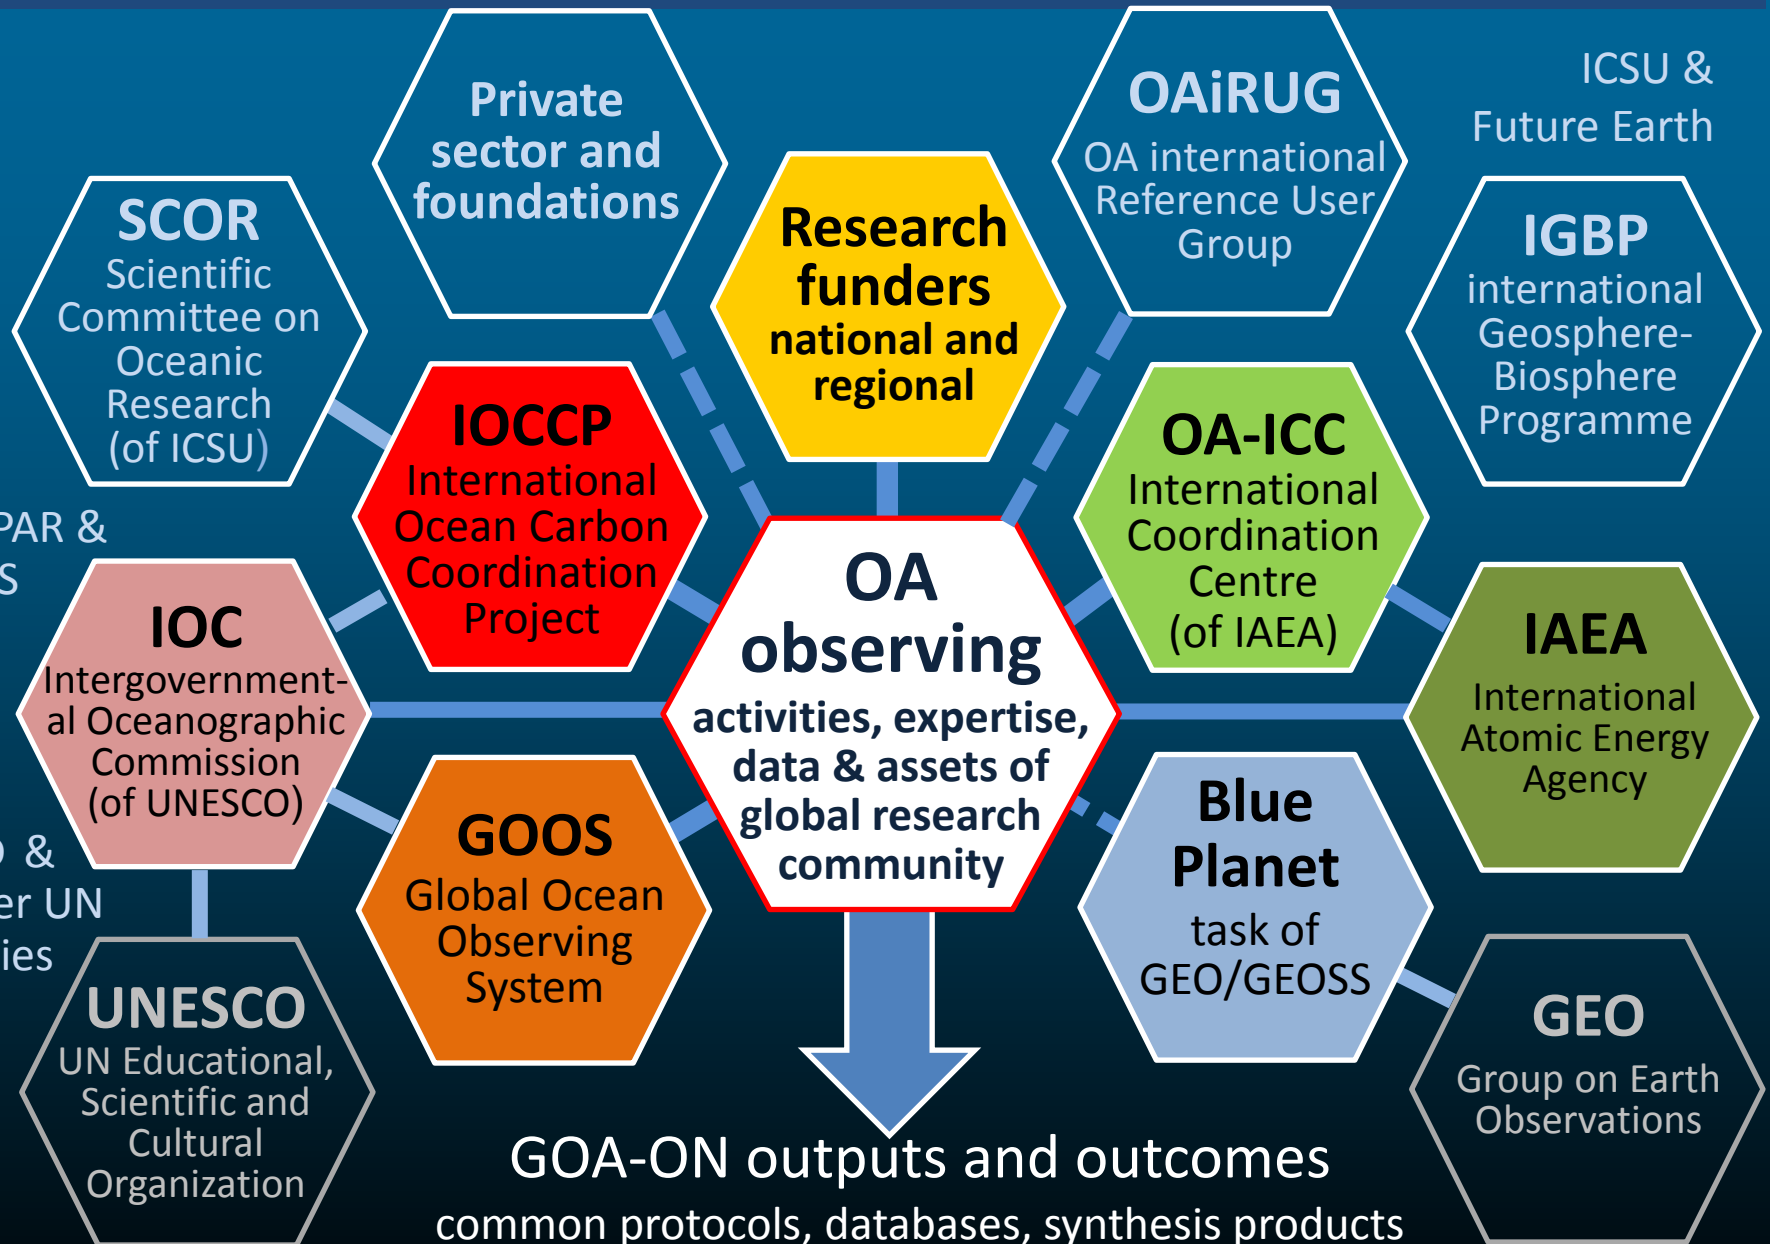 Private
sector and
foundations
OAiRUG
OA international
Reference User
Group
ICSU &
Future Earth
SCOR
Scientific
Committee on
Oceanic
Research
(of ICSU)
Research
funders
national and
regional
IGBP
international
Geosphere-
Biosphere
Programme
IOCCP
International
Ocean Carbon
Coordination
Project
OA-ICC
International
Coordination
Centre
(of IAEA)
PAR &
S
IOC
Intergovernment-
al Oceanographic
Commission
(of UNESCO)
OA
observing
activities, expertise,
data & assets of
global research
community
IAEA
International
Atomic Energy
Agency
GOOS
Global Ocean
Observing
System
Blue
Planet
task of
GEO/GEOSS
&
er UN
ies
UNESCO
UN Educational,
Scientific and
Cultural
Organization
GEO
Group on Earth
Observations
GOA-ON outputs and outcomes
common protocols, databases, synthesis products